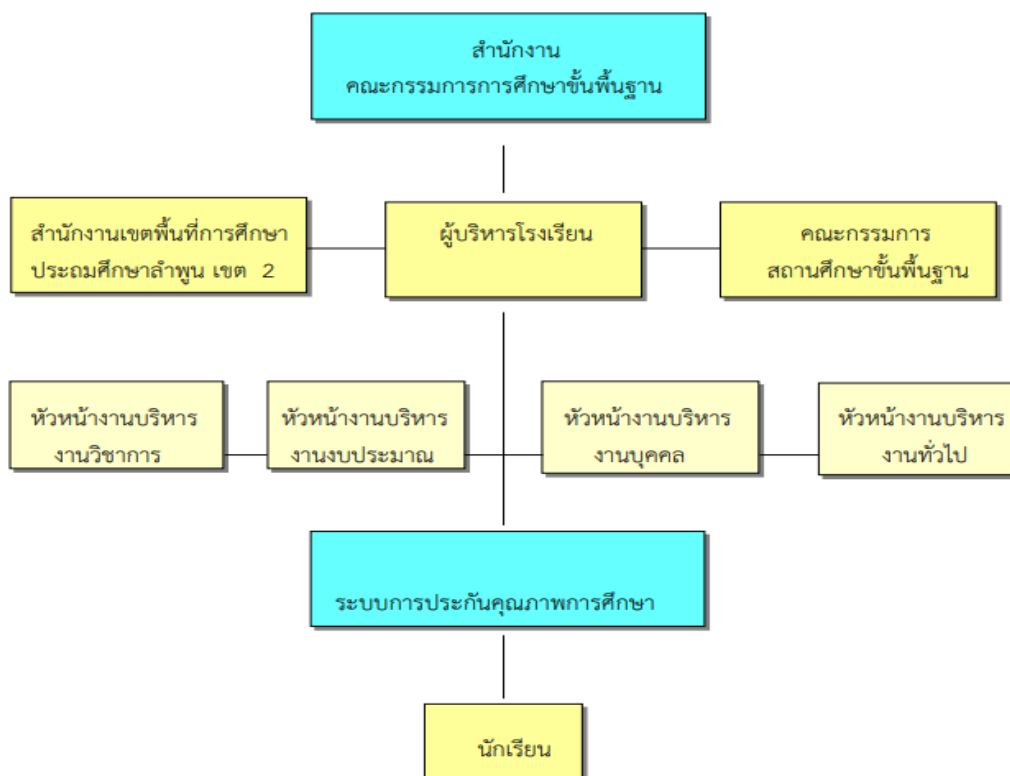 สำนักงาน
คณะกรรมการการศึกษาขั้นพื้นฐาน
สำนักงานเขตพื้นที่การศึกษา
ประถมศึกษาลำพูน เขต 2
ผู้บริหารโรงเรียน
คณะกรรมการ
สถานศึกษาขั้นพื้นฐาน
หัวหน้างานบริหาร
งานวิชาการ
หัวหน้างานบริหาร
งานงบประมาณ
หัวหน้างานบริหาร
งานบุคคล
หัวหน้างานบริหาร
งานทั่วไป
ระบบการประกันคุณภาพการศึกษา
นักเรียน